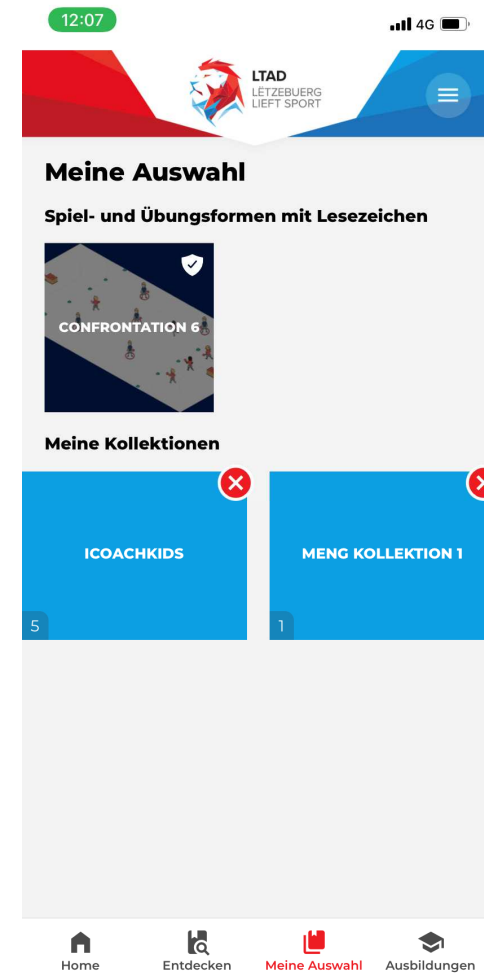 12:07
4G
LTAD
LËTZEBUERG
LIEFT SPORT
Meine Auswahl
Spiel- und Übungsformen mit Lesezeichen
CONFRONTATION 6
Meine Kollektionen
ICOACHKIDS
5
MENG KOLLEKTION 1
1
Home
Entdecken
Meine Auswahl
Ausbildungen